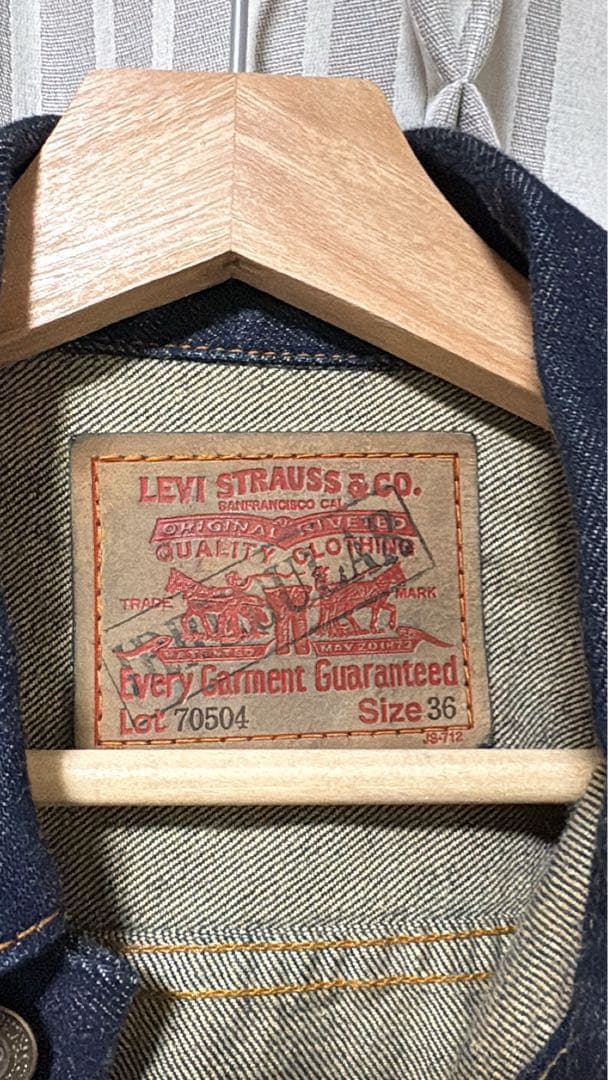 LEVI STRAUSS & CO.
SANFRANCISCO CAL
ORIGINAL RIVETED
QUALITY CLOTHING
TRADE MARK
PATENTED MAY 20 1873
IRREGULAR
Every Garment Guaranteed
Lot 70504 Size 36
JS-712